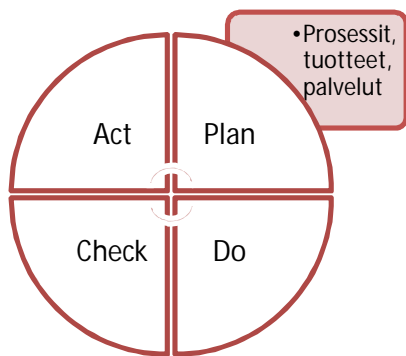 •Prosessit,
tuotteet,
palvelut
Act
Plan
Check
Do